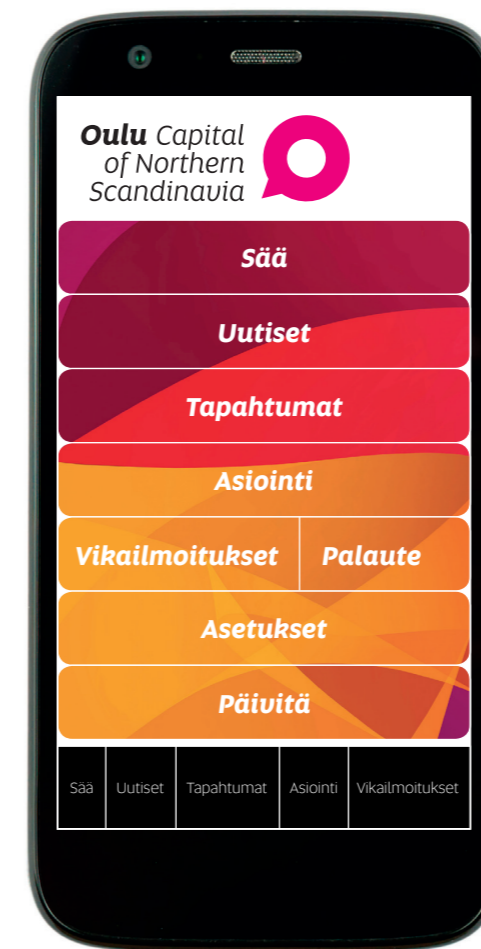 Oulu Capital
of Northern
Scandinavia
Sää
Uutiset
Tapahtumat
Asiointi
Vikailmoitukset Palaute
Asetukset
Päivitä
Sää Uutiset Tapahtumat Asiointi Vikailmoitukset